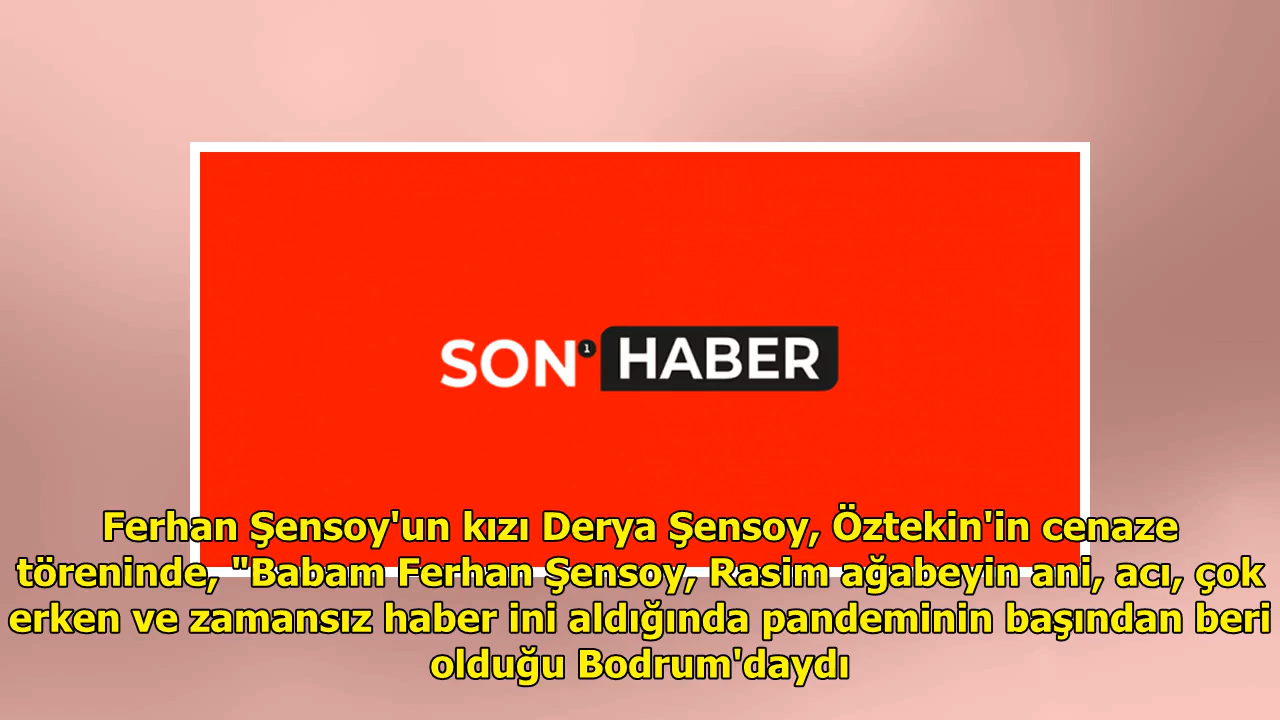 SON1 HABER
Ferhan Şensoy'un kızı Derya Şensoy, Öztekin'in cenaze
töreninde, "Babam Ferhan Şensoy, Rasim ağabeyin ani, acı, çok
erken ve zamansız haber ini aldığında pandeminin başından beri
olduğu Bodrum'daydı